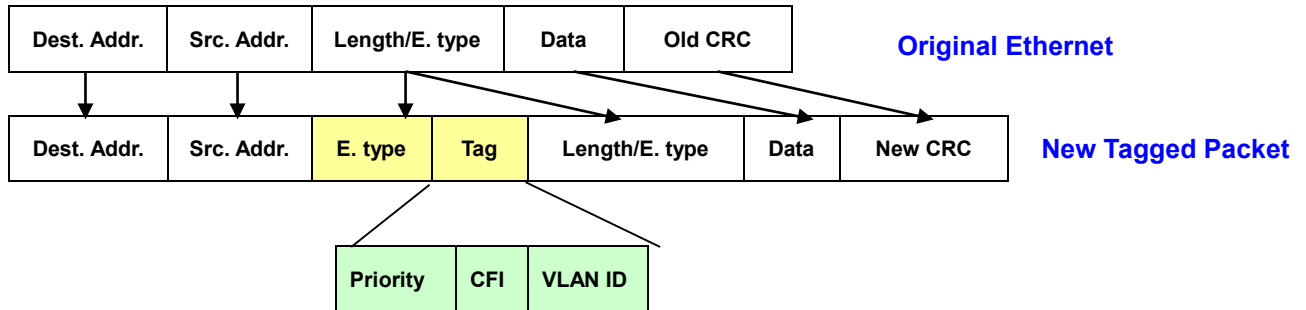 Dest. Addr. Src. Addr. Length/E. type Data Old CRC
Original Ethernet
Dest. Addr. Src. Addr. E. type Tag Length/E. type Data New CRC
New Tagged Packet
Priority CFI VLAN ID